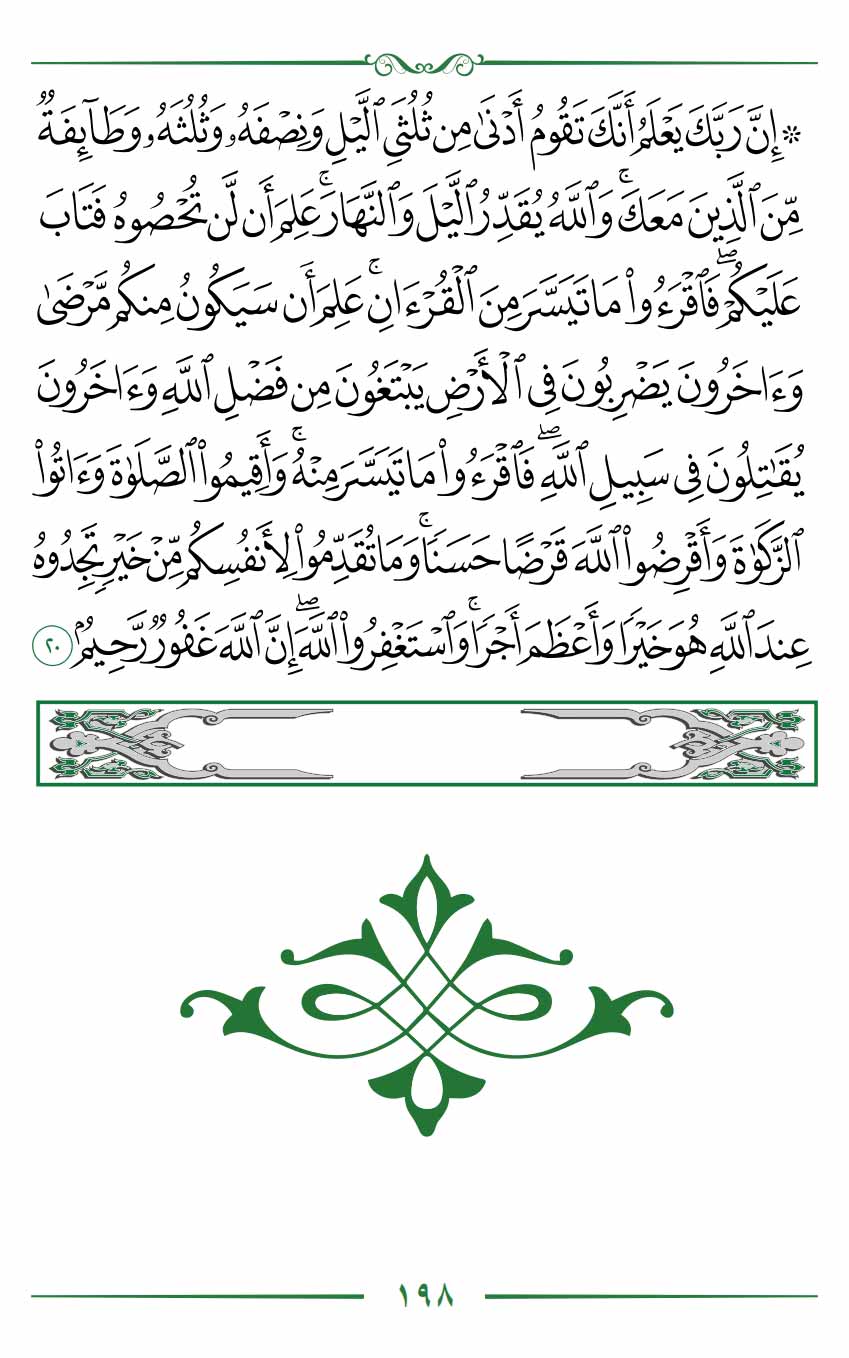 ۞ إِنَّ رَبَّكَ يَعۡلَمُ أَنَّكَ تَقُومُ أَدۡنَىٰ مِن ثُلُثَيِ ٱلَّيۡلِ وَنِصۡفَهُۥ وَثُلُثَهُۥ وَطَآئِفَةٞ
مِّنَ ٱلَّذِينَ مَعَكَۚ وَٱللَّهُ يُقَدِّرُ ٱلَّيۡلَ وَٱلنَّهَارَۚ عَلِمَ أَن لَّن تُحۡصُوهُ فَتَابَ
عَلَيۡكُمۡۖ فَٱقۡرَءُواْ مَا تَيَسَّرَ مِنَ ٱلۡقُرۡءَانِۚ عَلِمَ أَن سَيَكُونُ مِنكُم مَّرۡضَىٰ
وَءَاخَرُونَ يَضۡرِبُونَ فِي ٱلۡأَرۡضِ يَبۡتَغُونَ مِن فَضۡلِ ٱللَّهِ وَءَاخَرُونَ
يُقَٰتِلُونَ فِي سَبِيلِ ٱللَّهِۖ فَٱقۡرَءُواْ مَا تَيَسَّرَ مِنۡهُۚ وَأَقِيمُواْ ٱلصَّلَوٰةَ وَءَاتُواْ
ٱلزَّكَوٰةَ وَأَقۡرِضُواْ ٱللَّهَ قَرۡضًا حَسَنٗاۚ وَمَا تُقَدِّمُواْ لِأَنفُسِكُم مِّنۡ خَيۡرٖ تَجِدُوهُ
عِندَ ٱللَّهِ هُوَ خَيۡرٗا وَأَعۡظَمَ أَجۡرٗاۚ وَٱسۡتَغۡفِرُواْ ٱللَّهَۖ إِنَّ ٱللَّهَ غَفُورٞ رَّحِيمُۢ ٢٠
١٩٨